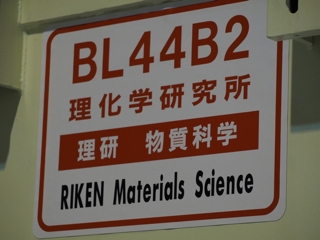 BL44B2
理化学研究所
理研 物質科学
RIKEN Materials Science